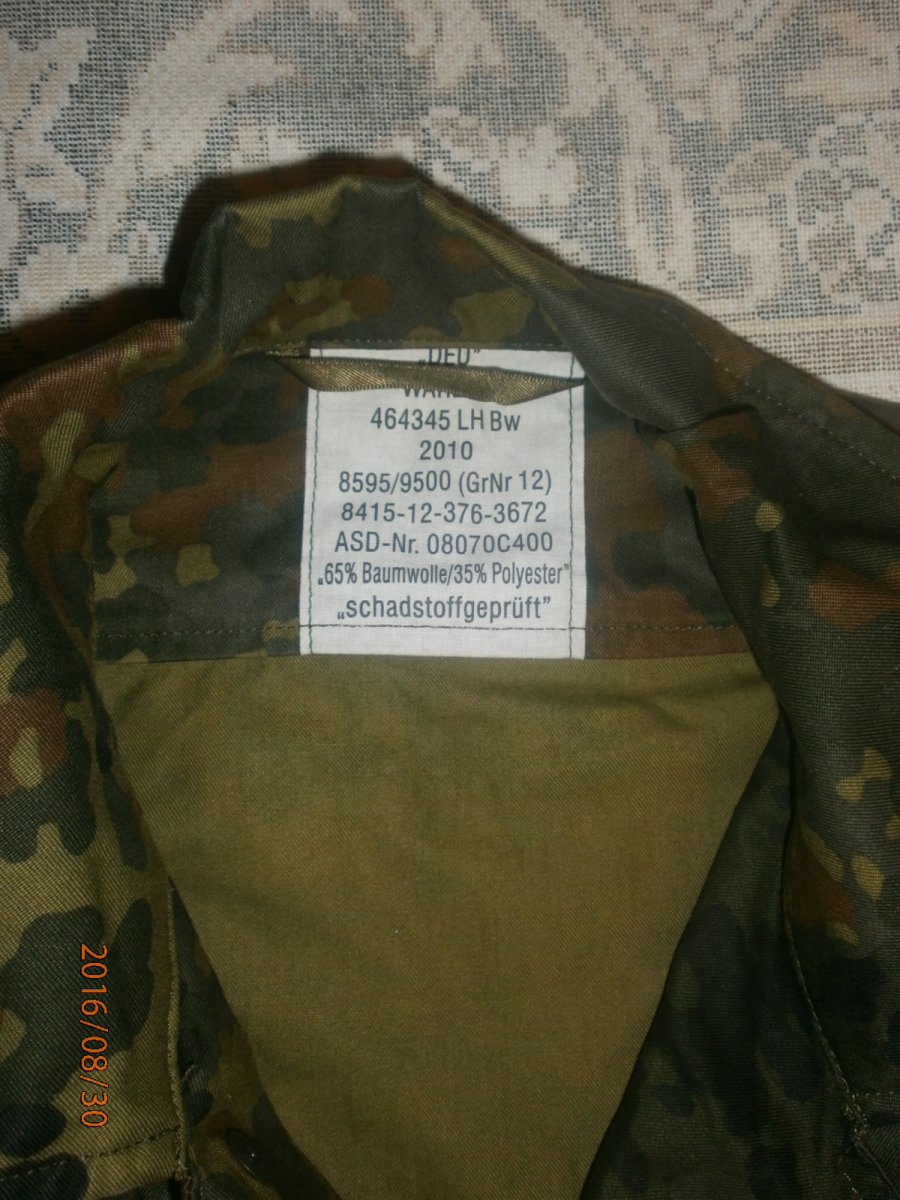 „DEU"
464345 LH Bw
2010
8595/9500 (GrNr 12)
8415-12-376-3672
ASD-Nr. 08070C400
„65% Baumwolle/35% Polyester"
„schadstoffgeprüft"
2016/08/30